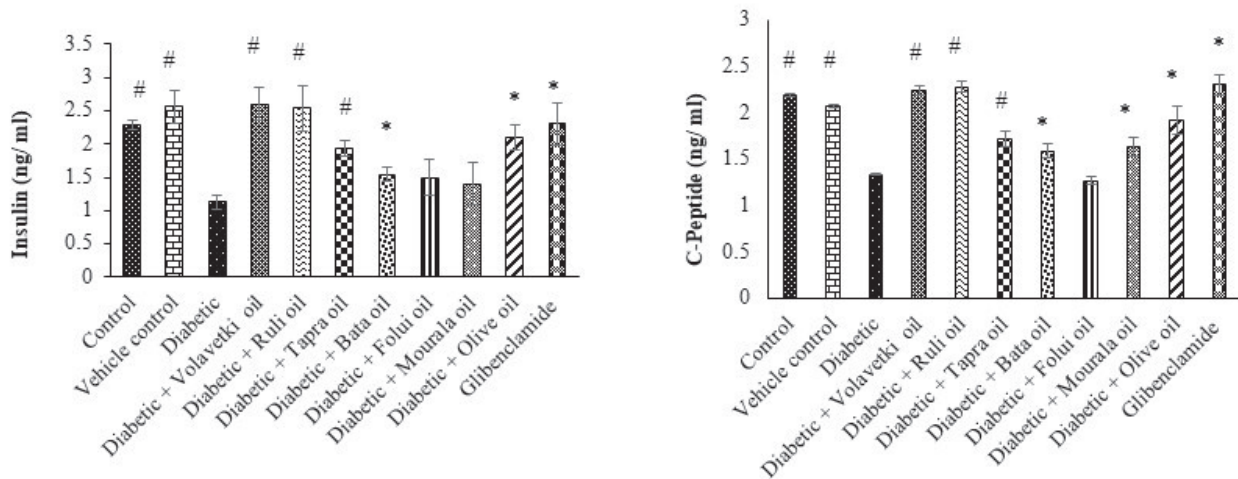 3.5
3
2.5
2
1.5
1
0.5
0
Insulin (ng/ ml)
# # # # # * * *
Control
Vehicle control
Diabetic
Diabetic + Volavetki oil
Diabetic + Ruli oil
Diabetic + Tapra oil
Diabetic + Bata oil
Diabetic + Folui oil
Diabetic + Mourala oil
Diabetic + Olive oil
Glibenclamide
3
2.5
2
1.5
1
0.5
0
C-Peptide (ng/ ml)
# # # # # * * * *
Control
Vehicle control
Diabetic
Diabetic + Volavetki oil
Diabetic + Ruli oil
Diabetic + Tapra oil
Diabetic + Bata oil
Diabetic + Folui oil
Diabetic + Mourala oil
Diabetic + Olive oil
Glibenclamide